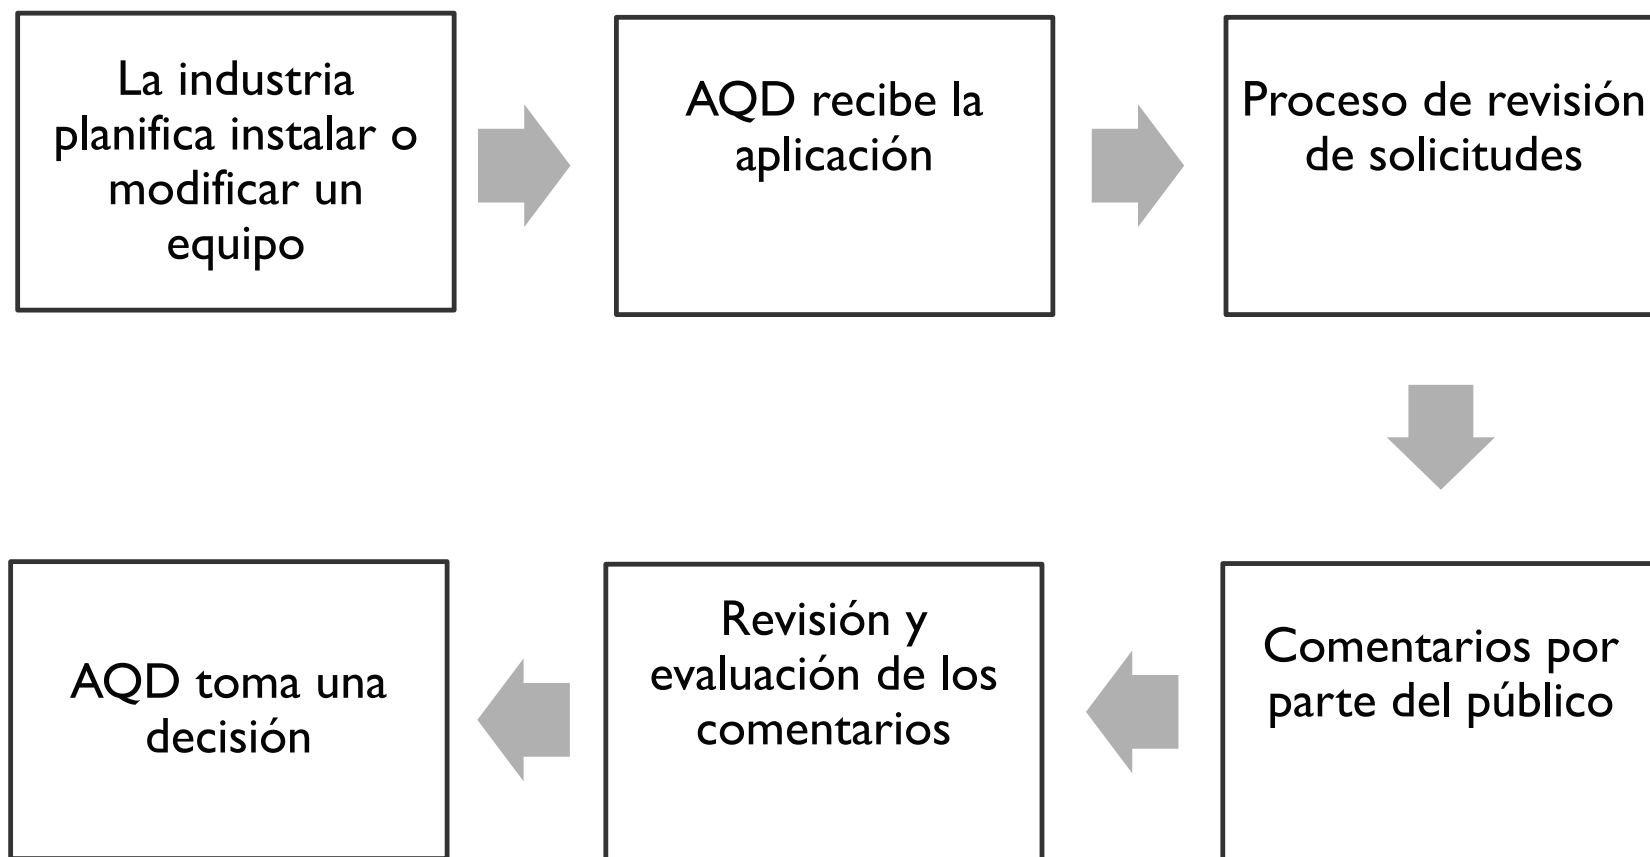 La industria
planifica instalar o
modificar un
equipo
AQD recibe la
aplicación
Proceso de revisión
de solicitudes
Comentarios por
parte del público
Revisión y
evaluación de los
comentarios
AQD toma una
decisión